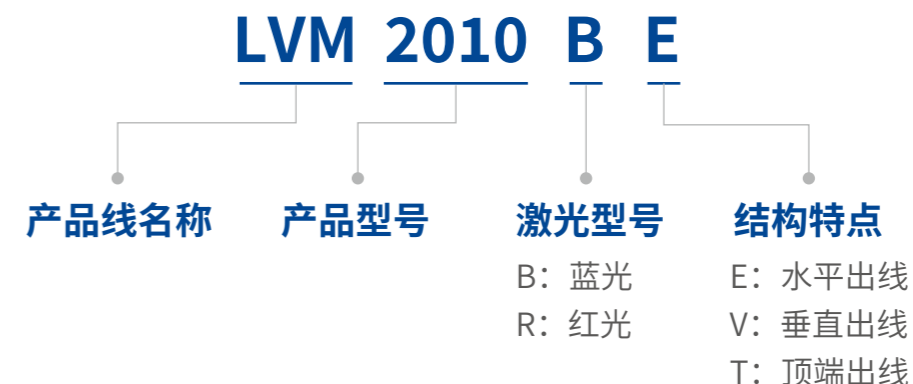 LVM 2010 B E
产品线名称 产品型号 激光型号 结构特点
B：蓝光 E：水平出线
R：红光 V：垂直出线
T：顶端出线